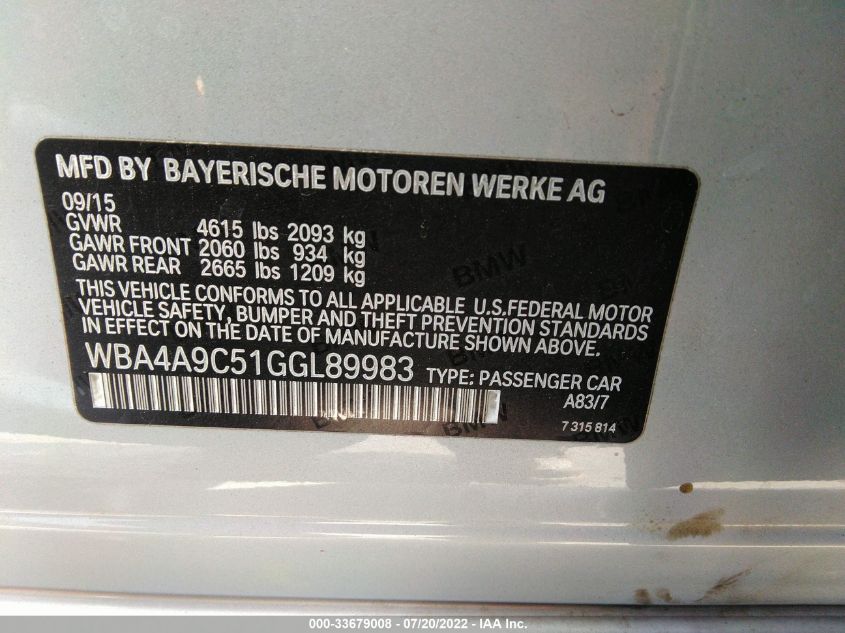 MFD BY BAYERISCHE MOTOREN WERKE AG
09/15
GVWR 4615 lbs 2093 kg
GAWR FRONT 2060 lbs 934 kg
GAWR REAR 2665 lbs 1209 kg
THIS VEHICLE CONFORMS TO ALL APPLICABLE U.S.FEDERAL MOTOR
VEHICLE SAFETY, BUMPER AND THEFT PREVENTION STANDARDS
IN EFFECT ON THE DATE OF MANUFACTURE SHOWN ABOVE.
WBA4A9C51GGL89983 TYPE: PASSENGER CAR
A83/7
7 315 814
BMW
000-33679008 - 07/20/2022 - IAA Inc.